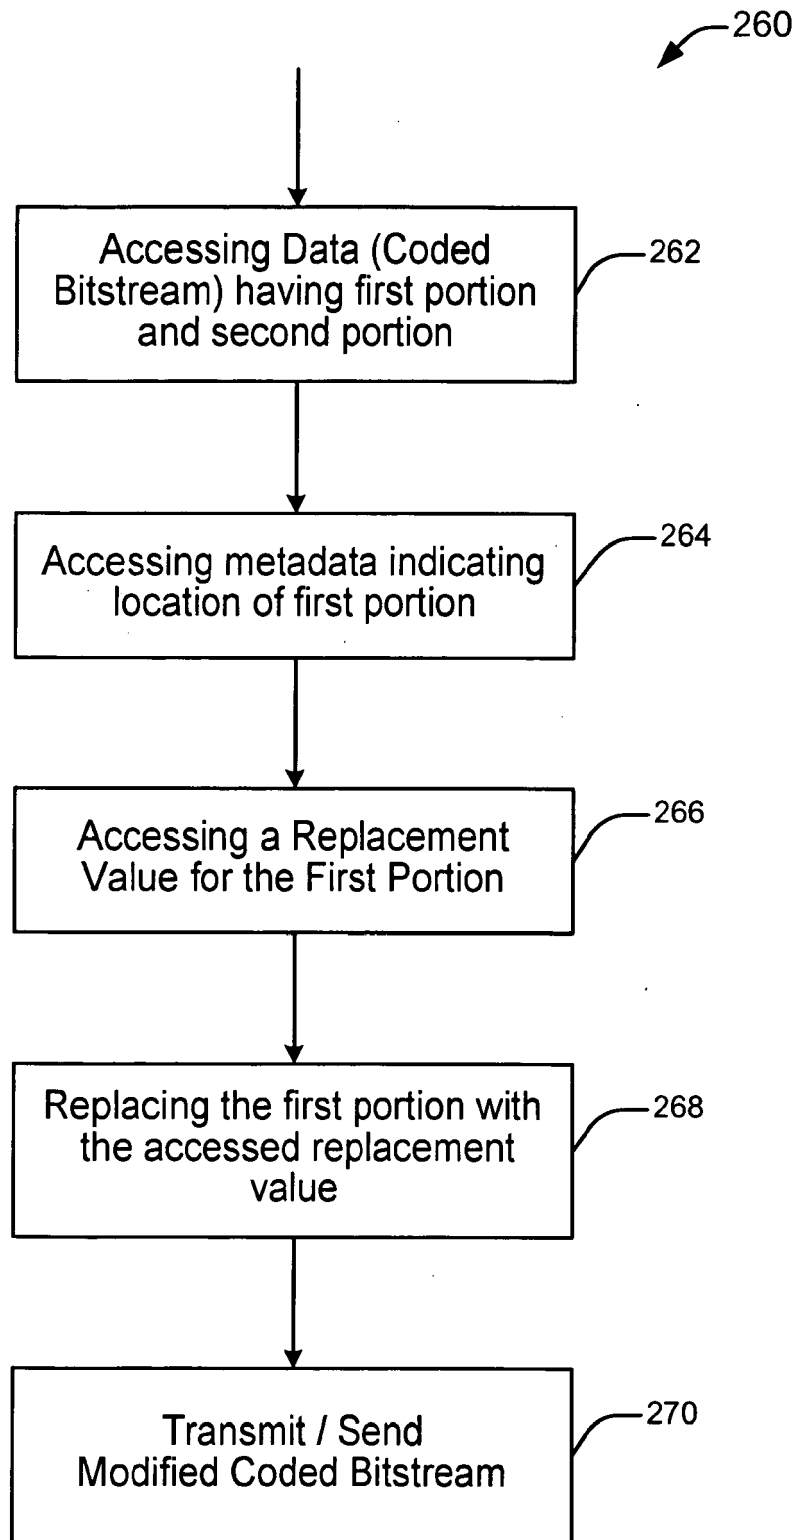 260
Accessing Data (Coded
Bitstream) having first portion
and second portion
262
Accessing metadata indicating
location of first portion
264
Accessing a Replacement
Value for the First Portion
266
Replacing the first portion with
the accessed replacement
value
268
Transmit / Send
Modified Coded Bitstream
270